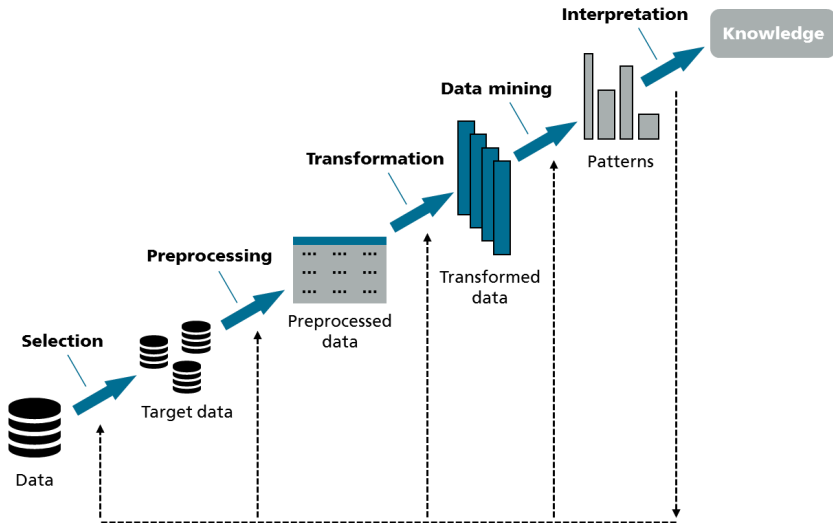 Interpretation
Knowledge
Data mining
Patterns
Transformation
Transformed
data
Preprocessing
Preprocessed
data
Selection
Target data
Data